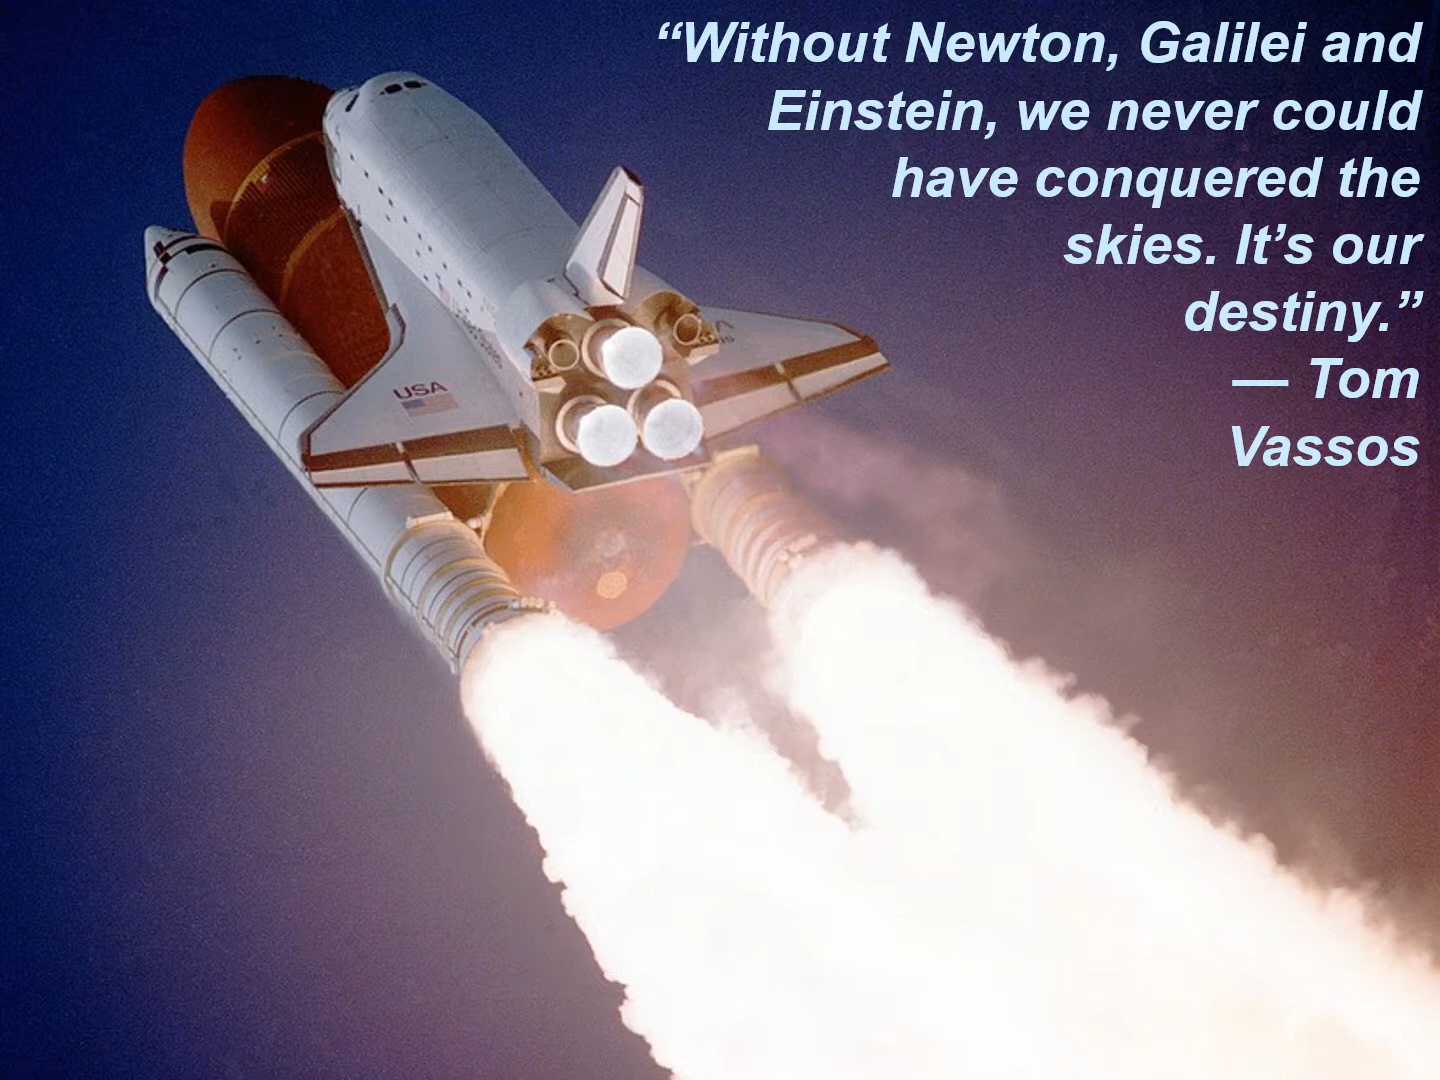 “Without Newton, Galilei and
Einstein, we never could
have conquered the
skies. It’s our
destiny.”
— Tom
Vassos
USA